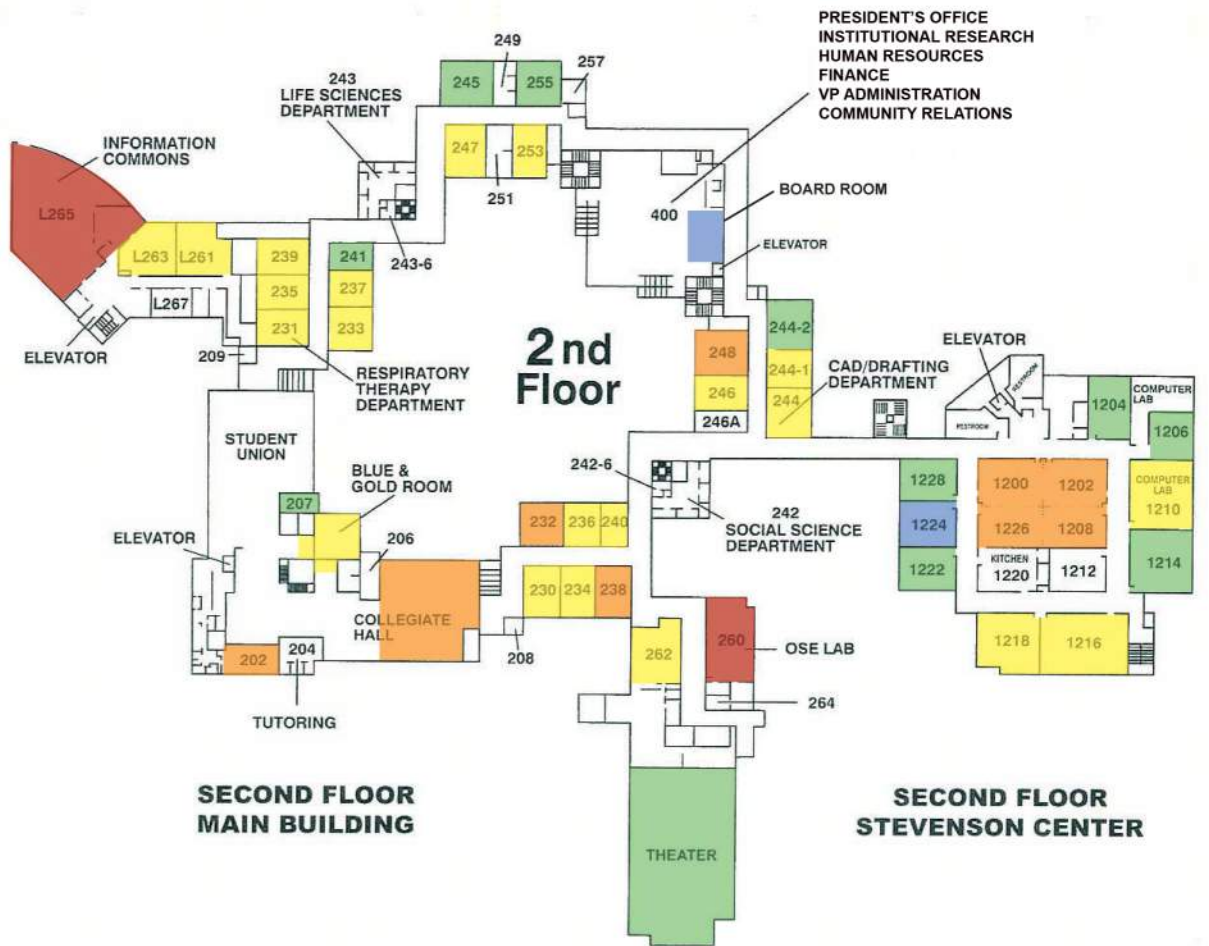 PRESIDENT'S OFFICE
INSTITUTIONAL RESEARCH
HUMAN RESOURCES
FINANCE
VP ADMINISTRATION
COMMUNITY RELATIONS
249
257
243
LIFE SCIENCES
DEPARTMENT
245
255
INFORMATION
COMMONS
247
253
251
BOARD ROOM
400
L265
ELEVATOR
243-6
L263
L261
239
241
L267
235
237
231
233
ELEVATOR
209
2nd
Floor
RESPIRATORY
THERAPY
DEPARTMENT
248
246
246A
244-2
244-1
244
CAD/DRAFTING
DEPARTMENT
ELEVATOR
RESTROOM
RESTROOM
1204
COMPUTER
LAB
1206
STUDENT
UNION
BLUE &
GOLD ROOM
207
242-6
242
SOCIAL SCIENCE
DEPARTMENT
1228
1200
1202
COMPUTER
LAB
1210
1224
1226
1208
232
236
240
ELEVATOR
206
1222
KITCHEN
1220
1212
1214
230
234
238
COLLEGIATE
HALL
208
202
204
TUTORING
262
260
OSE LAB
264
1218
1216
SECOND FLOOR
MAIN BUILDING
SECOND FLOOR
STEVENSON CENTER
THEATER